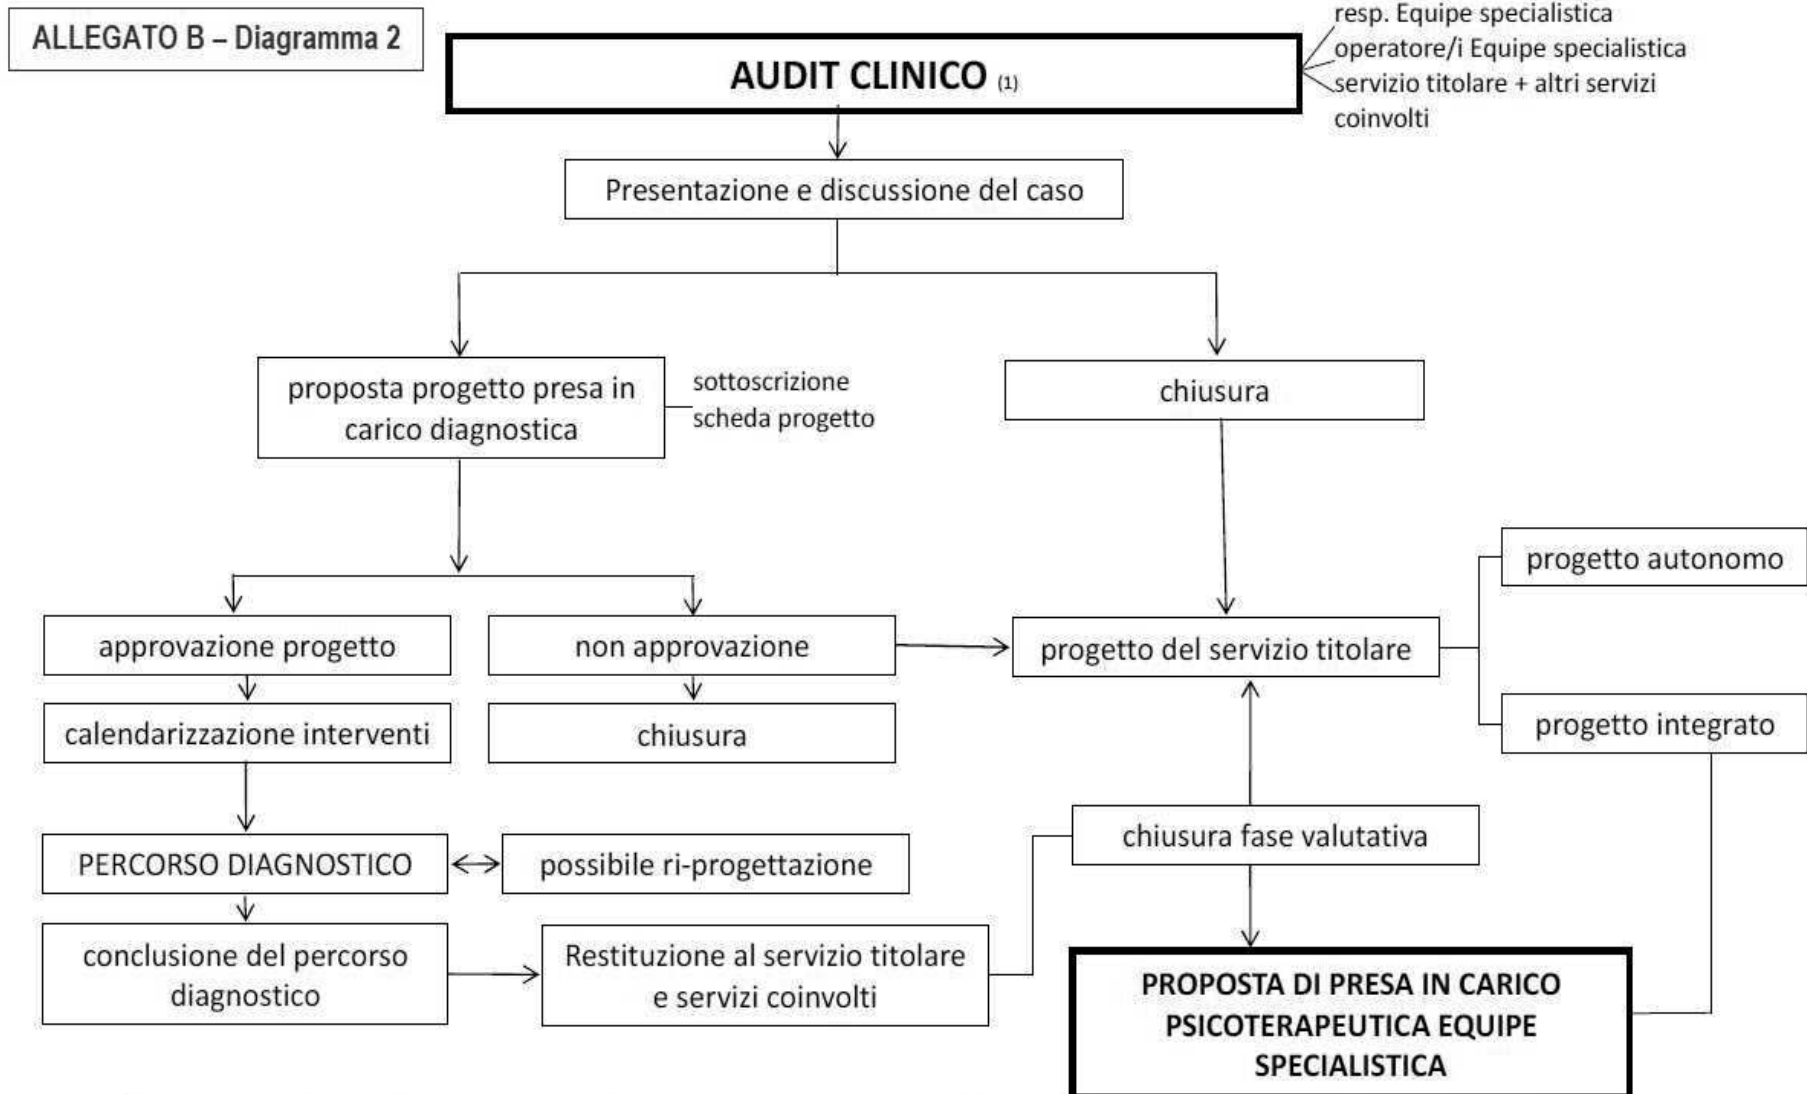 ALLEGATO B – Diagramma 2
AUDIT CLINICO (1)
resp. Equipe specialistica
operatore/i Equipe specialistica
servizio titolare + altri servizi
coinvolti
Presentazione e discussione del caso
proposta progetto presa in
carico diagnostica
sottoscrizione
scheda progetto
chiusura
progetto autonomo
approvazione progetto
non approvazione
progetto del servizio titolare
calendarizzazione interventi
chiusura
progetto integrato
PERCORSO DIAGNOSTICO
possibile ri-progettazione
chiusura fase valutativa
conclusione del percorso
diagnostico
Restituzione al servizio titolare
e servizi coinvolti
PROPOSTA DI PRESA IN CARICO
PSICOTERAPEUTICA EQUIPE
SPECIALISTICA